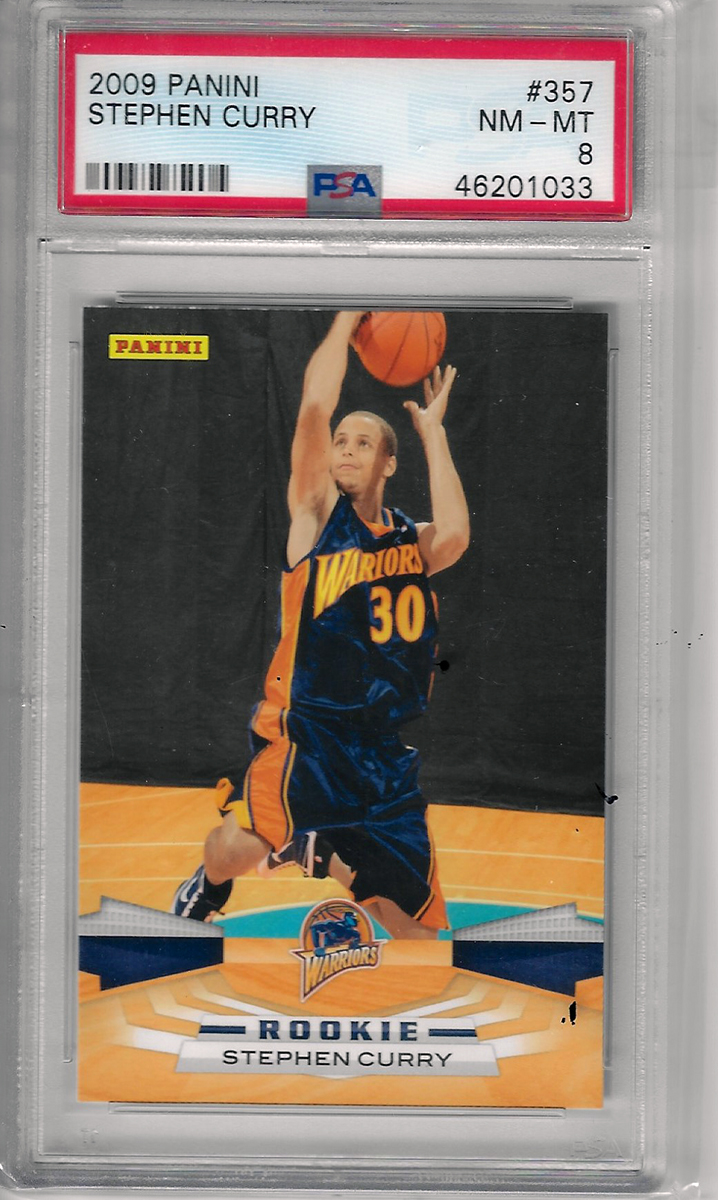 2009 PANINI #357
STEPHEN CURRY NM - MT
8
PSA 46201033
PANINI
WARRIORS
30
WARRIORS
ROOKIE
STEPHEN CURRY